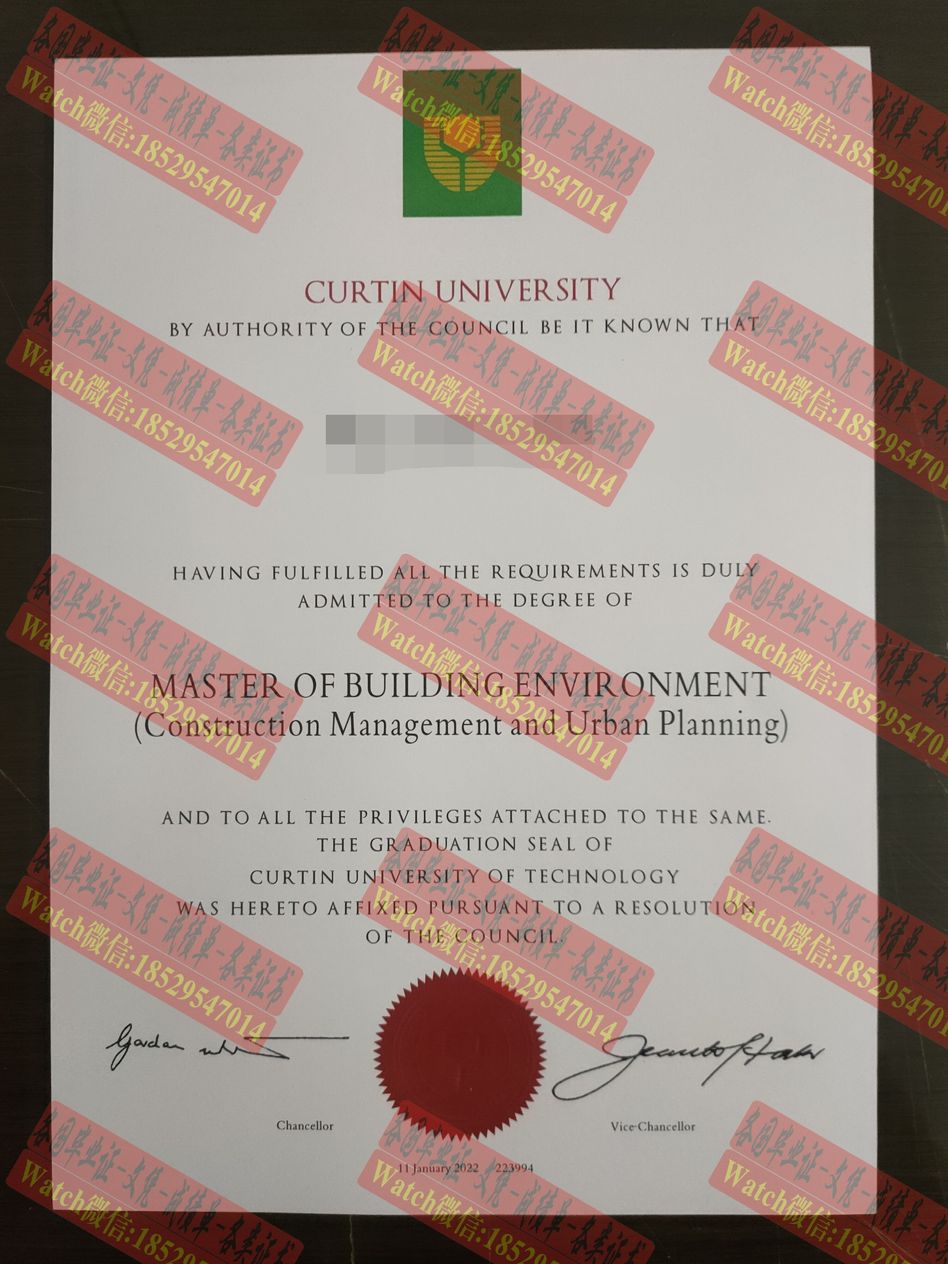 CURTIN UNIVERSITY
BY AUTHORITY OF THE COUNCIL BE IT KNOWN THAT
HAVING FULFILLED ALL THE REQUIREMENTS IS DULY
ADMITTED TO THE DEGREE OF
MASTER OF BUILDING ENVIRONMENT
(Construction Management and Urban Planning)
AND TO ALL THE PRIVILEGES ATTACHED TO THE SAME.
THE GRADUATION SEAL OF
CURTIN UNIVERSITY OF TECHNOLOGY
WAS HERETO AFFIXED PURSUANT TO A RESOLUTION
OF THE COUNCIL.
Chancellor
Vice-Chancellor
11 January 2022 223994
各国毕业证-文凭-成绩单-各类证书
Watch微信:18529547014